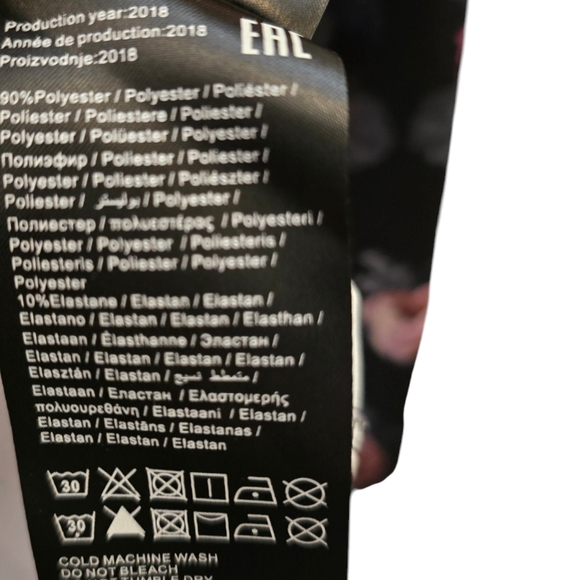 Production year:2018
Année de production:2018
Proizvodnje:2018
EAC
90%Polyester / Polyester / Poliéster /
Poliester / Poliestere / Poliester /
Polyester / Polüester / Polyester /
Полиэфир / Poliester / Poliester /
Polyester / Poliester / Poliészter /
Poliester / بوليستر / Polyester /
Полиестер / πολυεστέρας / Polyesteri /
Polyester / Polyester / Poliesteris /
Poliesteris / Poliester / Polyester /
Polyester
10%Elastane / Elastan / Elastan /
Elastano / Elastan / Elastan / Elasthan /
Elastaan / Élasthanne / Эластан /
Elastan / Elastan / Elastan / Elastan /
Elasztán / Elastan / نسيج متمطط /
Elastaan / Еластан / Ελαστομερής
πολυουρεθάνη / Elastaani / Elastan /
Elastan / Elastāns / Elastanas /
Elastan / Elastan / Elastan
30
30
COLD MACHINE WASH
DO NOT BLEACH
TUMBLE DRY